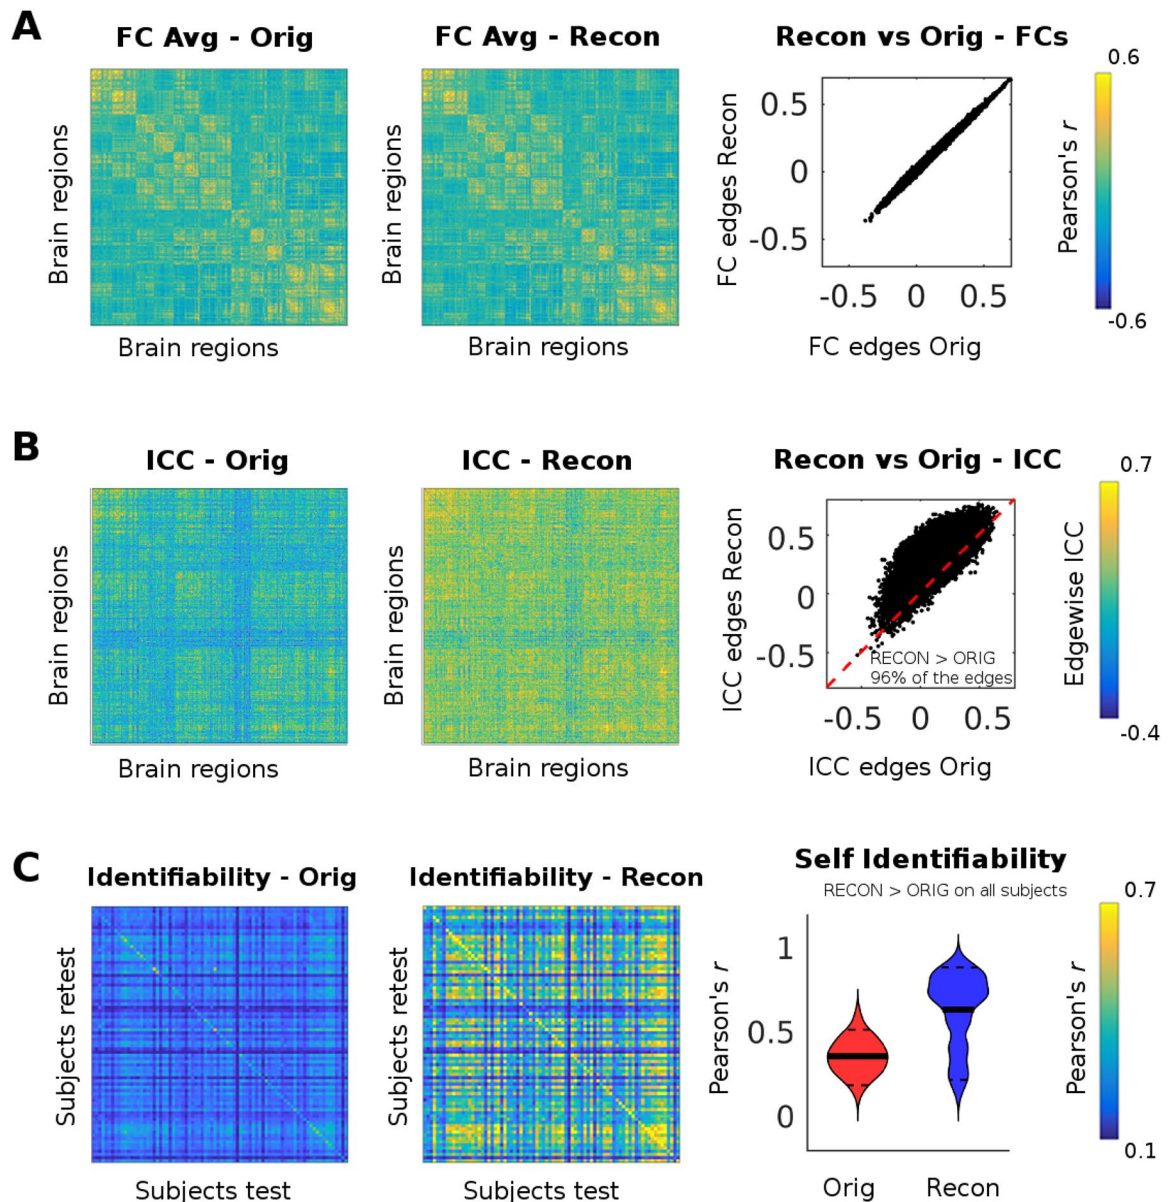 A
FC Avg - Orig
FC Avg - Recon
Recon vs Orig - FCs
Brain regions
Brain regions
Brain regions
Brain regions
FC edges Recon
0.5
0
-0.5
-0.5 0 0.5
FC edges Orig
Pearson's r
0.6
-0.6
B
ICC - Orig
ICC - Recon
Recon vs Orig - ICC
Brain regions
Brain regions
Brain regions
Brain regions
ICC edges Recon
0.5
0
-0.5
RECON > ORIG
96% of the edges
-0.5 0 0.5
ICC edges Orig
Edgewise ICC
0.7
-0.4
C
Identifiability - Orig
Identifiability - Recon
Self Identifiability
RECON > ORIG on all subjects
Subjects retest
Subjects test
Subjects retest
Subjects test
Pearson's r
1
0.5
0
Orig
Recon
Pearson's r
0.7
0.1